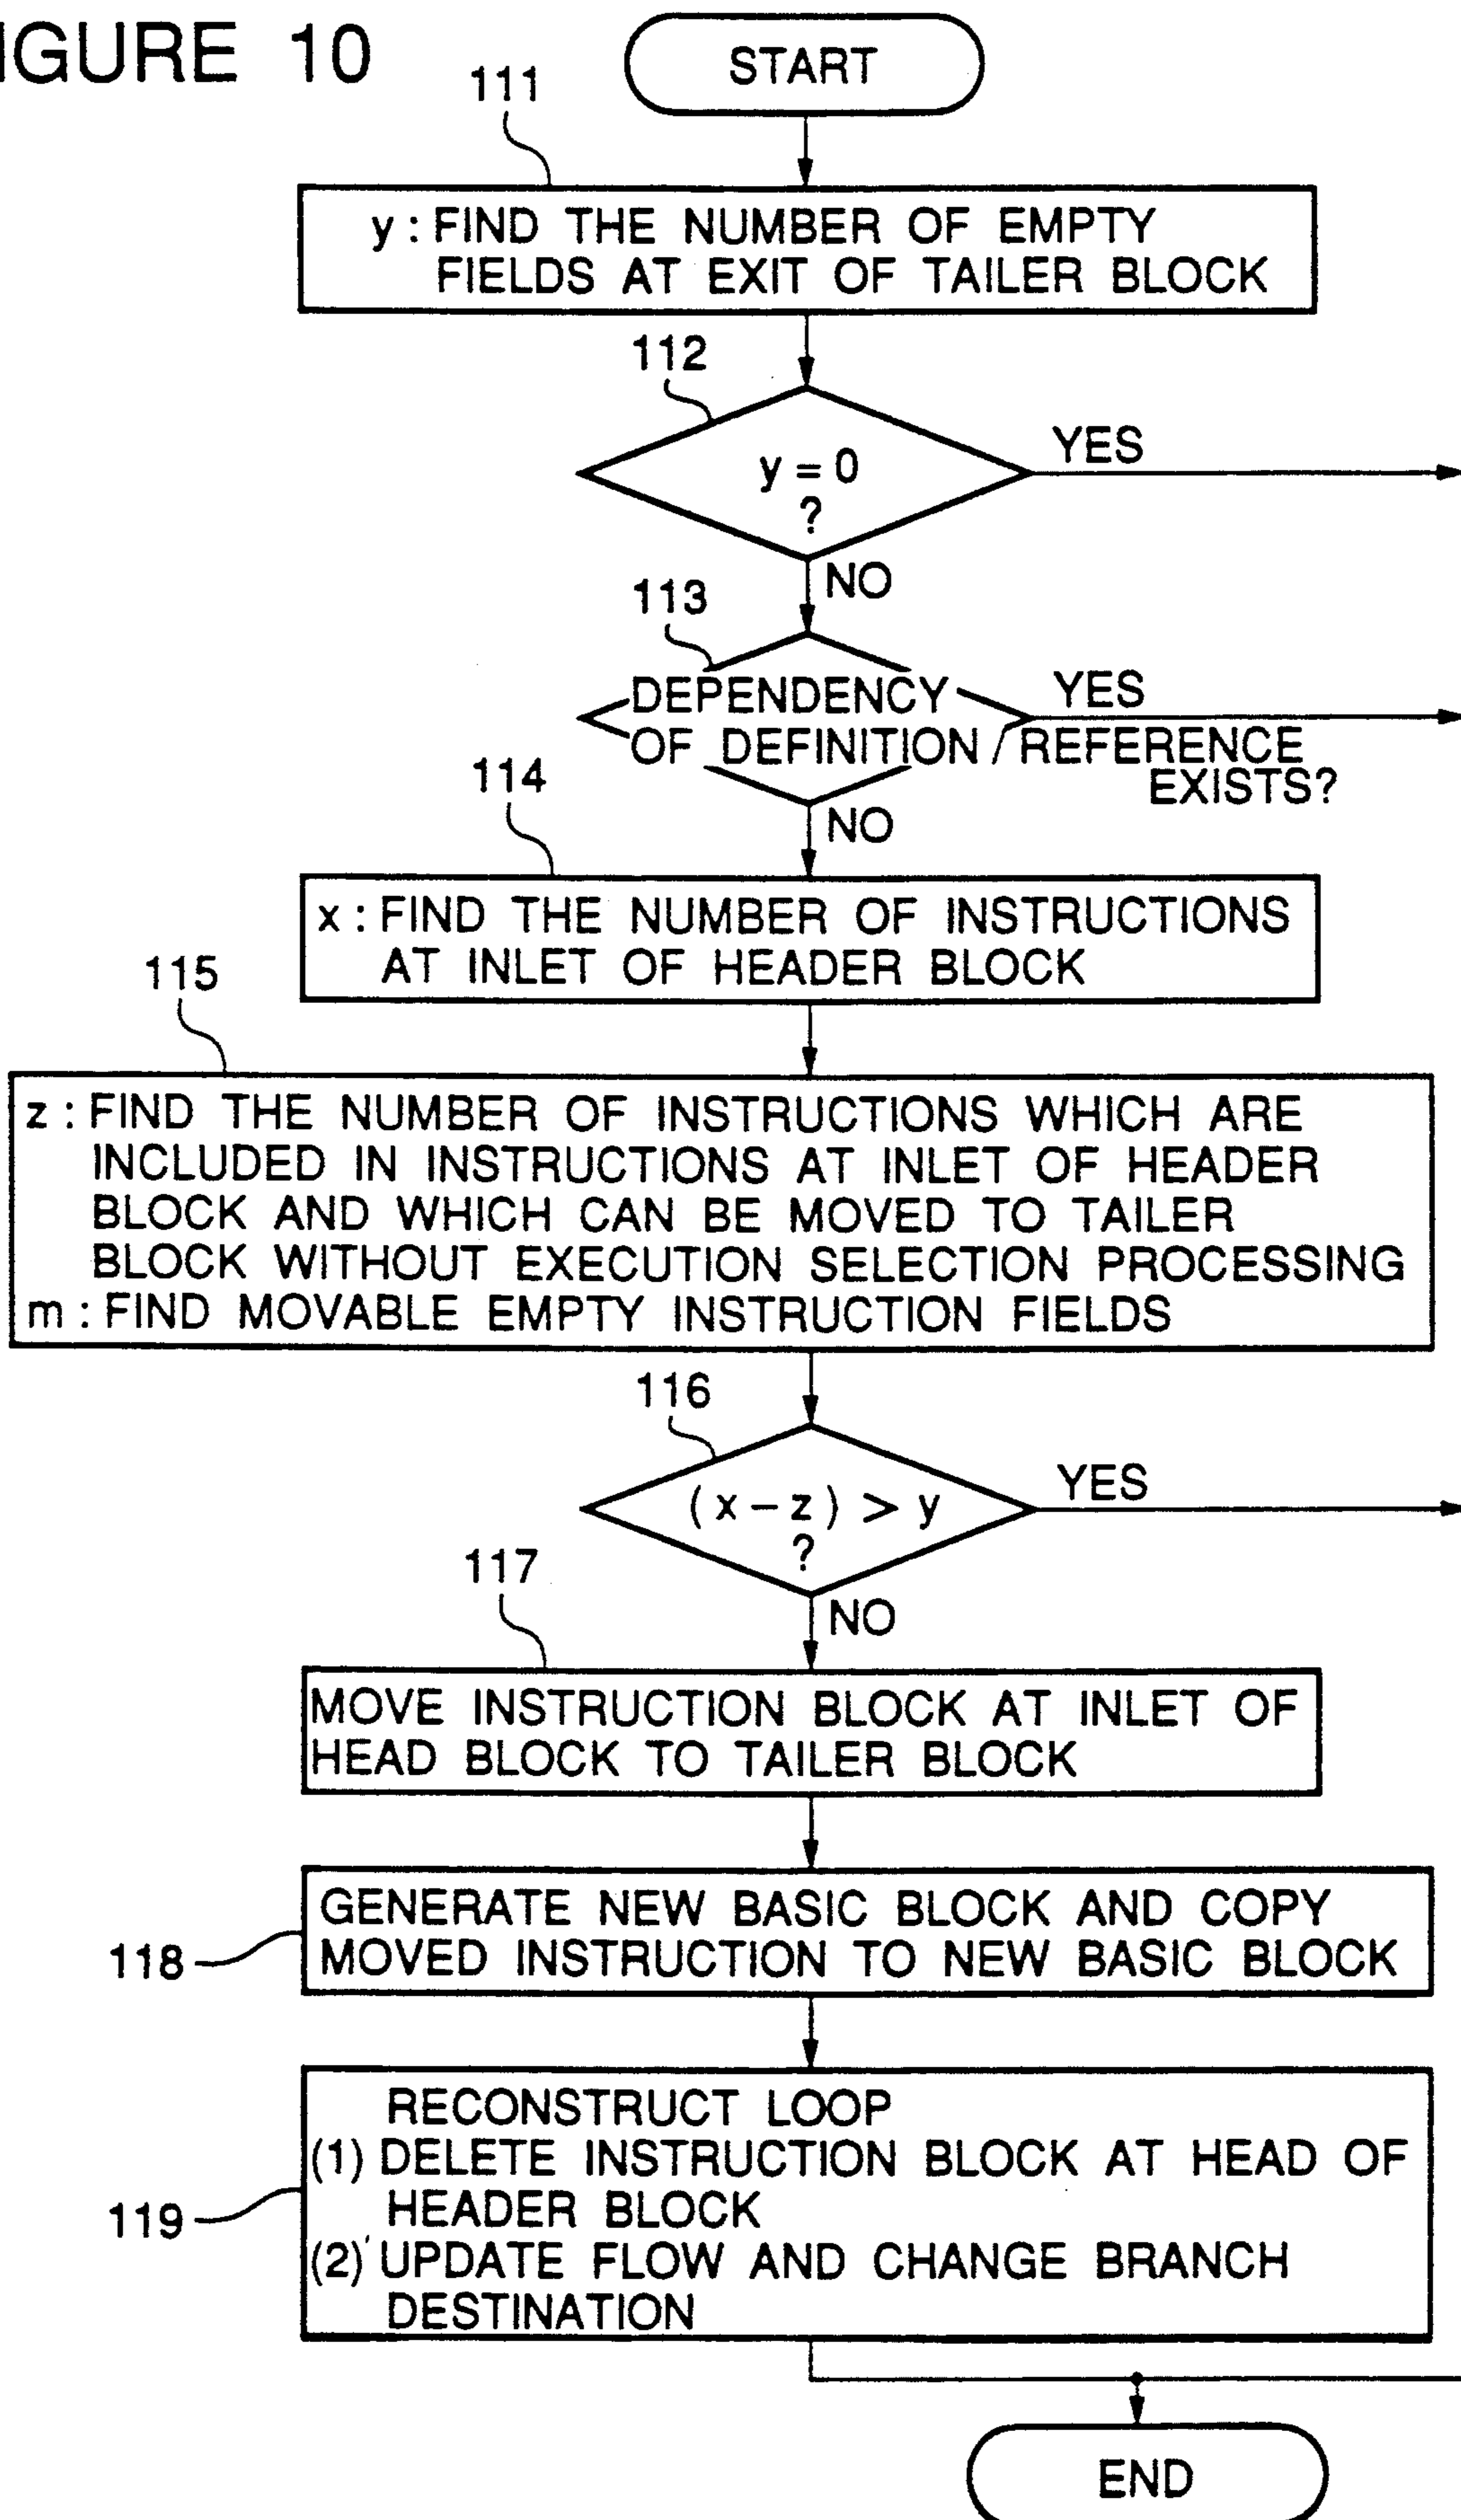 IGURE 10
START
111
y : FIND THE NUMBER OF EMPTY
FIELDS AT EXIT OF TAILER BLOCK
112
y = 0
?
YES
NO
113
DEPENDENCY
OF DEFINITION / REFERENCE
EXISTS?
YES
NO
114
x : FIND THE NUMBER OF INSTRUCTIONS
AT INLET OF HEADER BLOCK
115
z : FIND THE NUMBER OF INSTRUCTIONS WHICH ARE
INCLUDED IN INSTRUCTIONS AT INLET OF HEADER
BLOCK AND WHICH CAN BE MOVED TO TAILER
BLOCK WITHOUT EXECUTION SELECTION PROCESSING
m : FIND MOVABLE EMPTY INSTRUCTION FIELDS
116
( x – z ) > y
?
YES
NO
117
MOVE INSTRUCTION BLOCK AT INLET OF
HEAD BLOCK TO TAILER BLOCK
118
GENERATE NEW BASIC BLOCK AND COPY
MOVED INSTRUCTION TO NEW BASIC BLOCK
119
RECONSTRUCT LOOP
(1) DELETE INSTRUCTION BLOCK AT HEAD OF
HEADER BLOCK
(2) UPDATE FLOW AND CHANGE BRANCH
DESTINATION
END